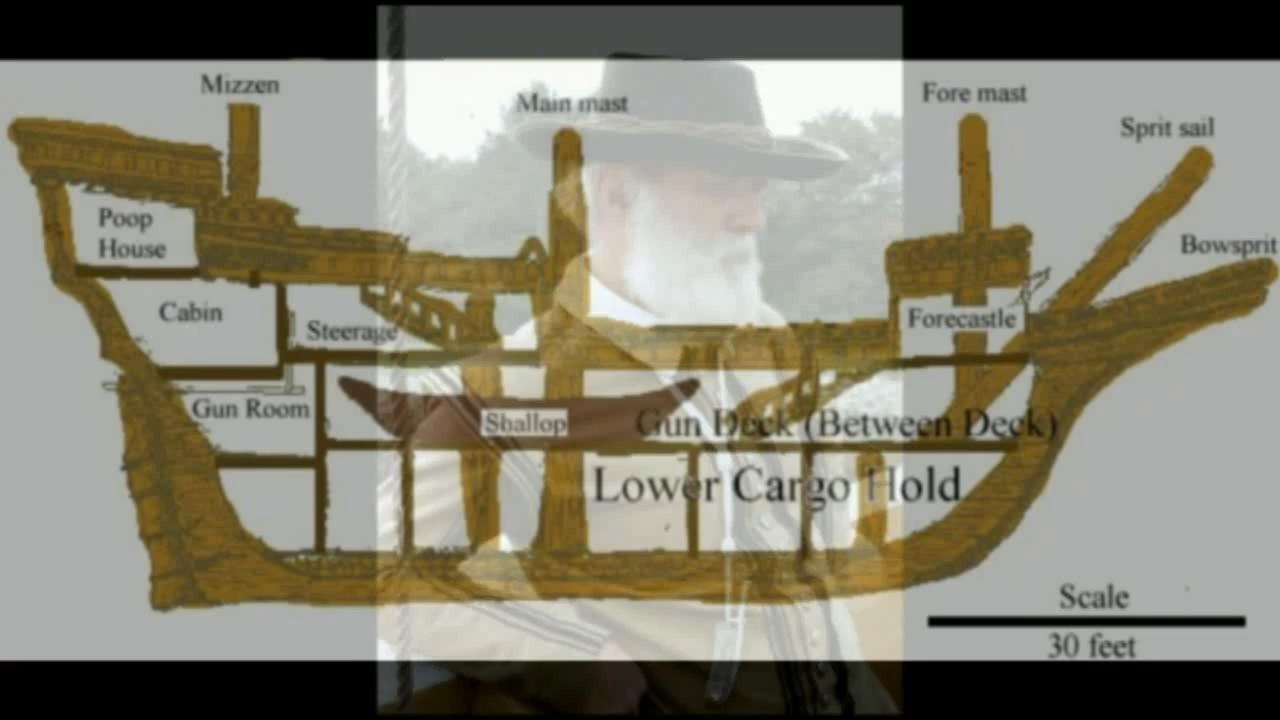 Mizzen
Main mast
Fore mast
Sprit sail
Poop
House
Bowsprit
Cabin
Steerage
Forecastle
Gun Room
Shallop
Gun Deck (Between Deck)
Lower Cargo Hold
Scale
30 feet